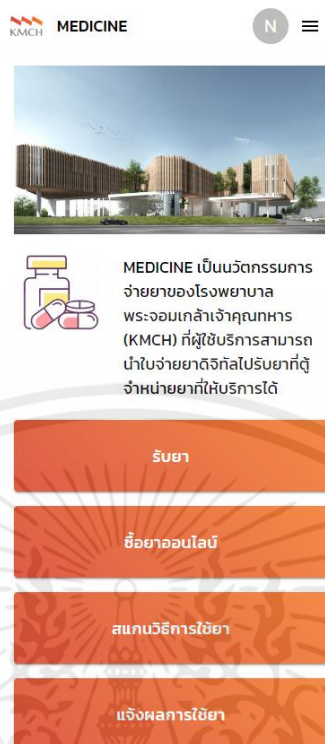 KMCH
MEDICINE
N
MEDICINE เป็นนวัตกรรมการ
จ่ายยาของโรงพยาบาล
พระจอมเกล้าเจ้าคุณทหาร
(KMCH) ที่ผู้ใช้บริการสามารถ
นำใบจ่ายยาดิจิทัลไปรับยาที่ตู้
จำหน่ายยาที่ให้บริการได้
รับยา
ซื้อยาออนไลน์
สแกนวิธีการใช้ยา
แจ้งผลการใช้ยา